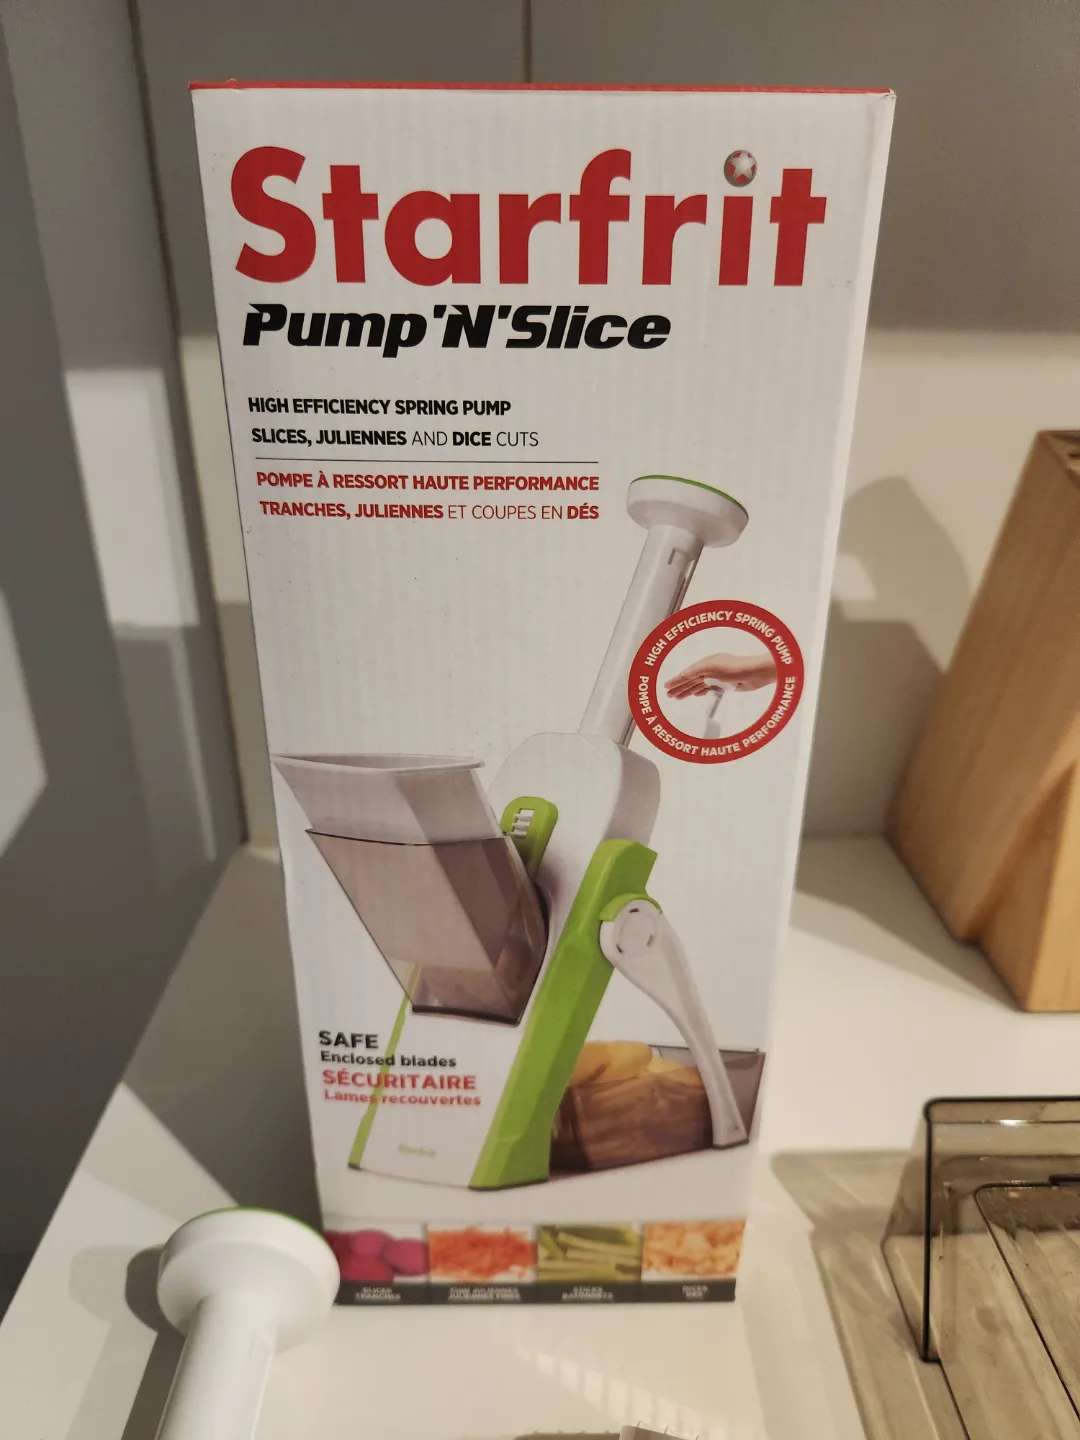 Starfrit
Pump'N'Slice
HIGH EFFICIENCY SPRING PUMP
SLICES, JULIENNES AND DICE CUTS
POMPE À RESSORT HAUTE PERFORMANCE
TRANCHES, JULIENNES ET COUPES EN DÉS
HIGH EFFICIENCY SPRING PUMP
POMPE À RESSORT HAUTE PERFORMANCE
SAFE
Enclosed blades
SÉCURITAIRE
Lames recouvertes
Starfrit